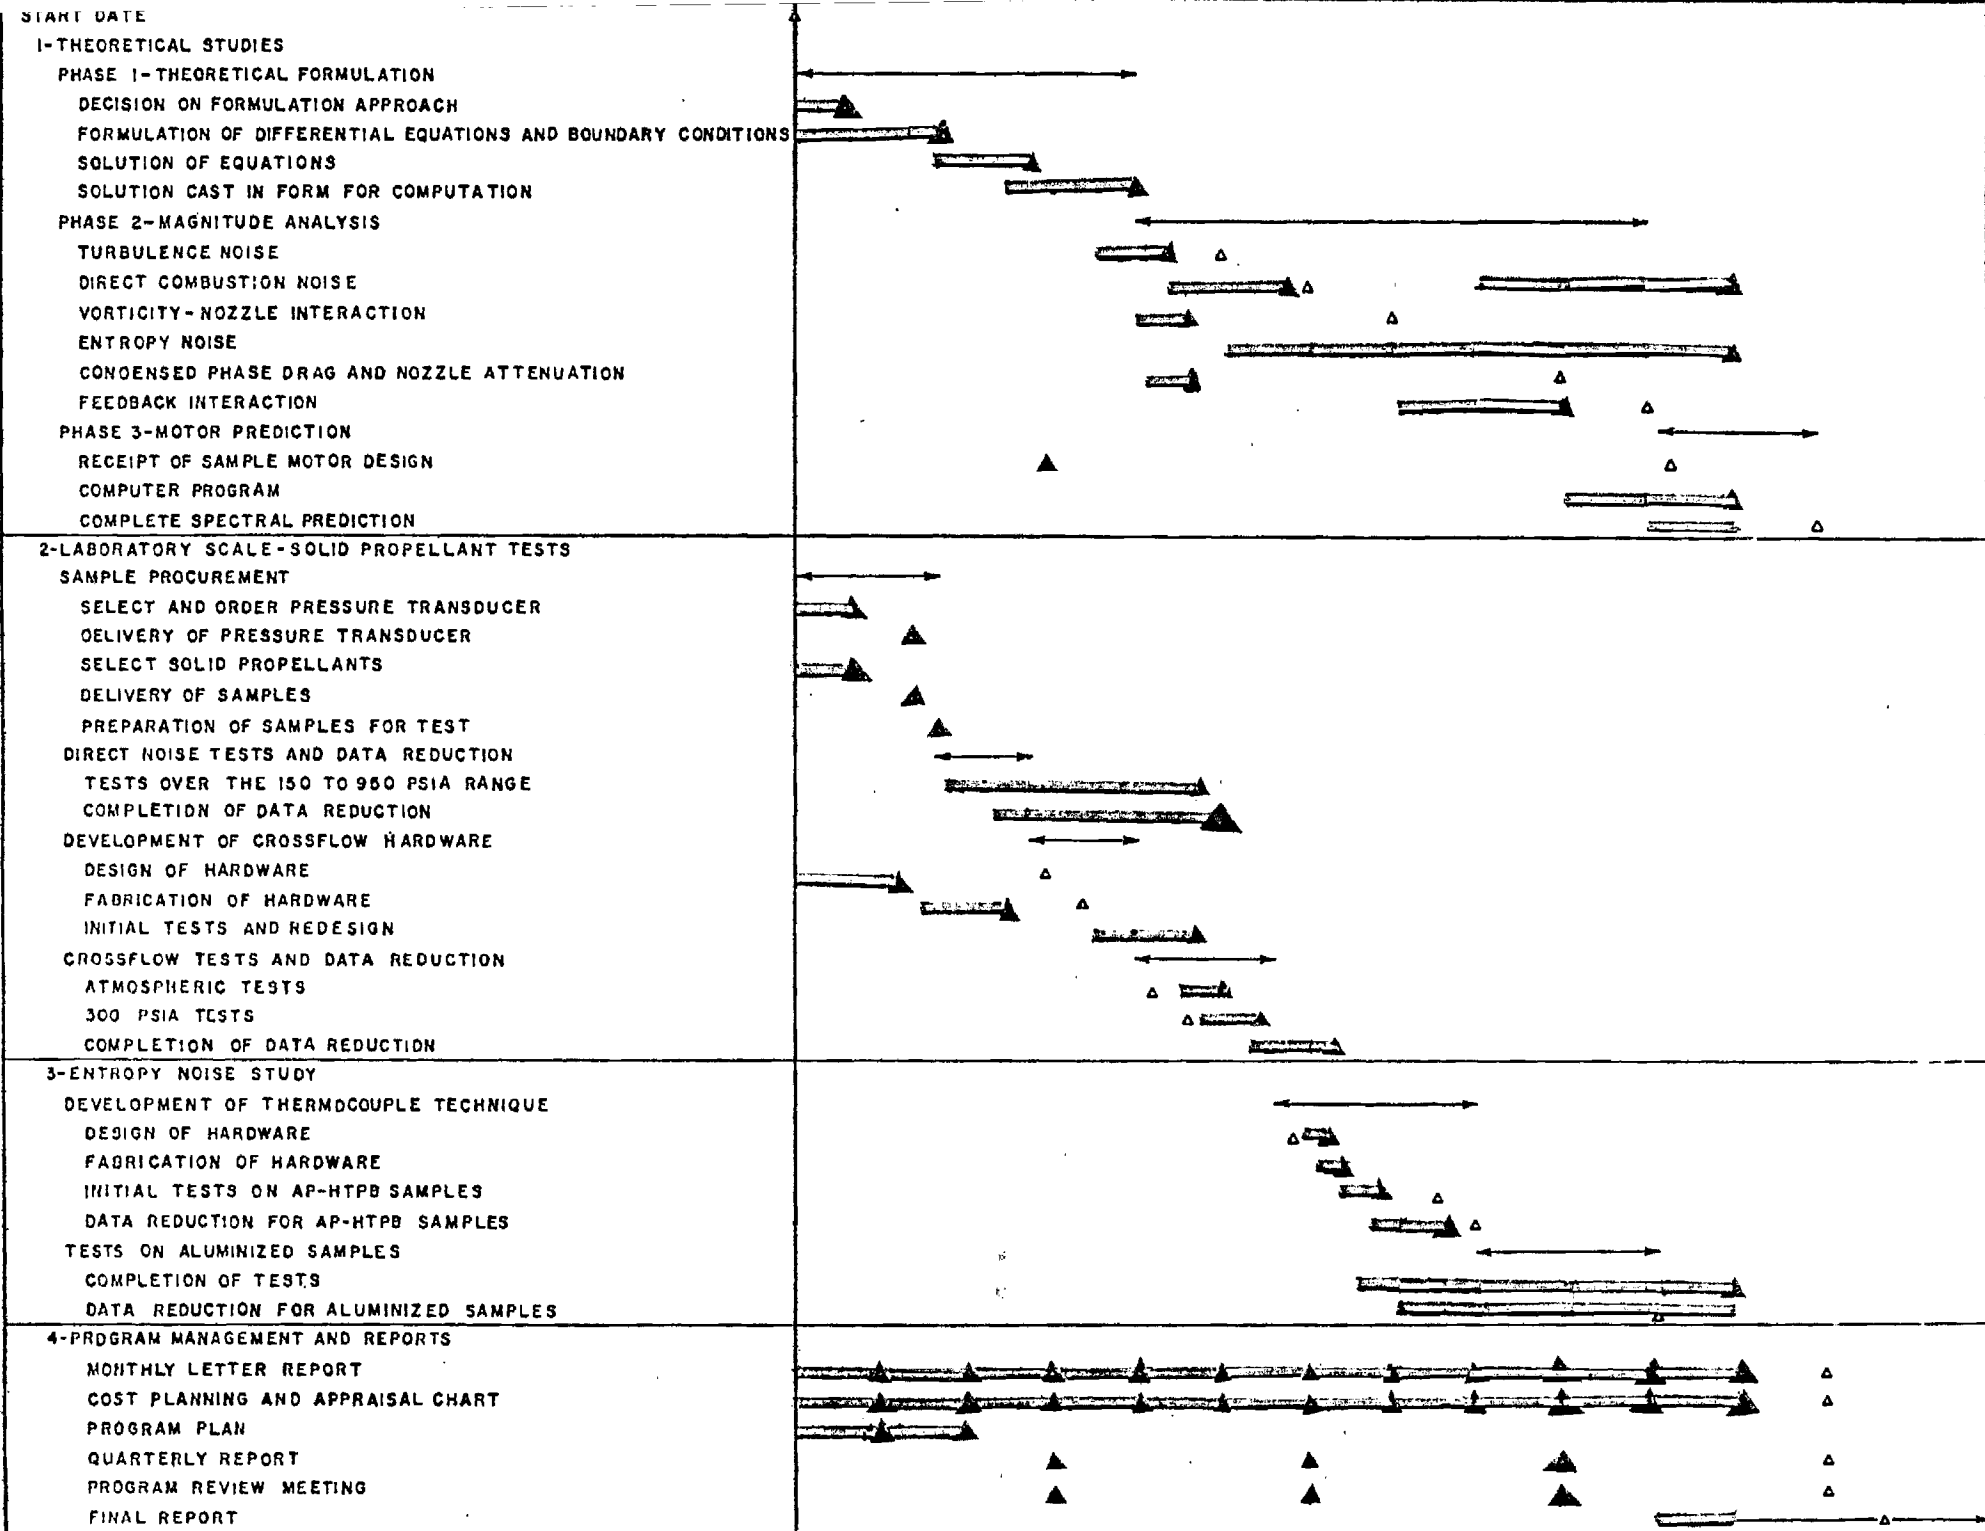 START DATE
1-THEORETICAL STUDIES
PHASE 1-THEORETICAL FORMULATION
DECISION ON FORMULATION APPROACH
FORMULATION OF DIFFERENTIAL EQUATIONS AND BOUNDARY CONDITIONS
SOLUTION OF EQUATIONS
SOLUTION CAST IN FORM FOR COMPUTATION
PHASE 2-MAGNITUDE ANALYSIS
TURBULENCE NOISE
DIRECT COMBUSTION NOISE
VORTICITY-NOZZLE INTERACTION
ENTROPY NOISE
CONDENSED PHASE DRAG AND NOZZLE ATTENUATION
FEEDBACK INTERACTION
PHASE 3-MOTOR PREDICTION
RECEIPT OF SAMPLE MOTOR DESIGN
COMPUTER PROGRAM
COMPLETE SPECTRAL PREDICTION
2-LABORATORY SCALE-SOLID PROPELLANT TESTS
SAMPLE PROCUREMENT
SELECT AND ORDER PRESSURE TRANSDUCER
DELIVERY OF PRESSURE TRANSDUCER
SELECT SOLID PROPELLANTS
DELIVERY OF SAMPLES
PREPARATION OF SAMPLES FOR TEST
DIRECT NOISE TESTS AND DATA REDUCTION
TESTS OVER THE 150 TO 950 PSIA RANGE
COMPLETION OF DATA REDUCTION
DEVELOPMENT OF CROSSFLOW HARDWARE
DESIGN OF HARDWARE
FABRICATION OF HARDWARE
INITIAL TESTS AND REDESIGN
CROSSFLOW TESTS AND DATA REDUCTION
ATMOSPHERIC TESTS
300 PSIA TESTS
COMPLETION OF DATA REDUCTION
3-ENTROPY NOISE STUDY
DEVELOPMENT OF THERMOCOUPLE TECHNIQUE
DESIGN OF HARDWARE
FABRICATION OF HARDWARE
INITIAL TESTS ON AP-HTPB SAMPLES
DATA REDUCTION FOR AP-HTPB SAMPLES
TESTS ON ALUMINIZED SAMPLES
COMPLETION OF TESTS
DATA REDUCTION FOR ALUMINIZED SAMPLES
4-PROGRAM MANAGEMENT AND REPORTS
MONTHLY LETTER REPORT
COST PLANNING AND APPRAISAL CHART
PROGRAM PLAN
QUARTERLY REPORT
PROGRAM REVIEW MEETING
FINAL REPORT